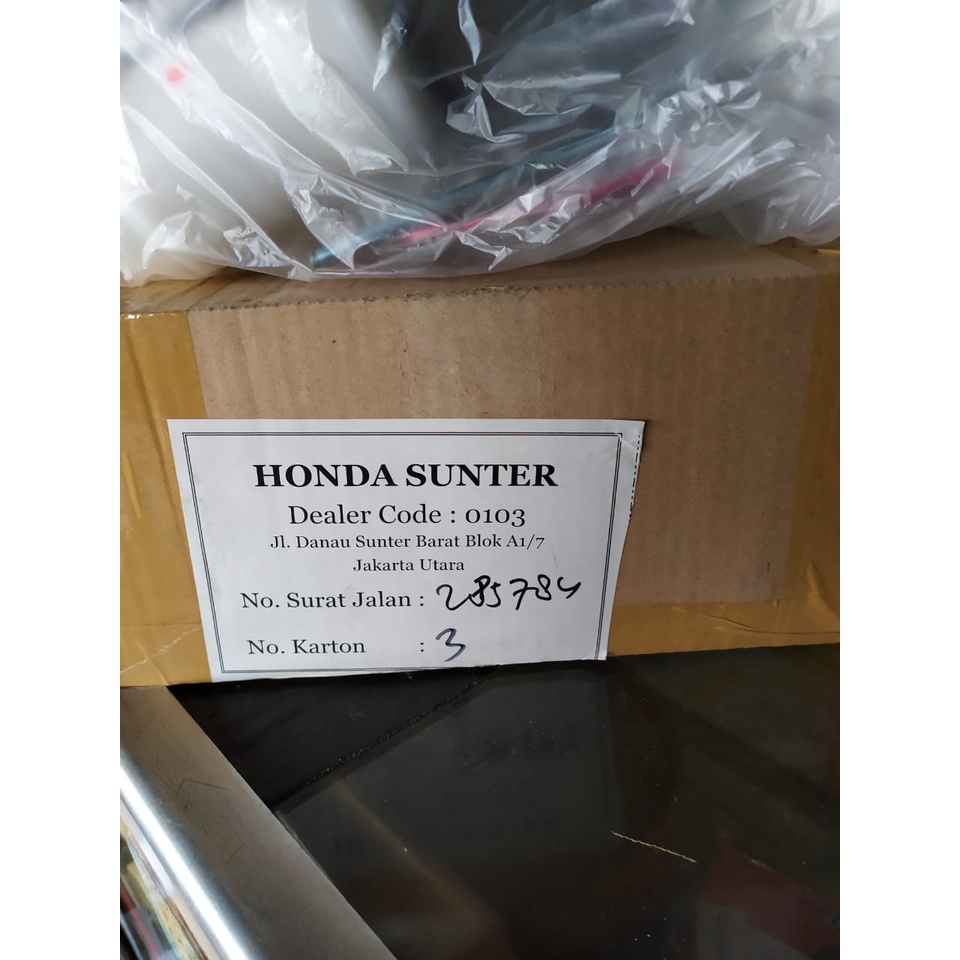 HONDA SUNTER
Dealer Code : 0103
Jl. Danau Sunter Barat Blok A1/7
Jakarta Utara
No. Surat Jalan : 285784
No. Karton : 3